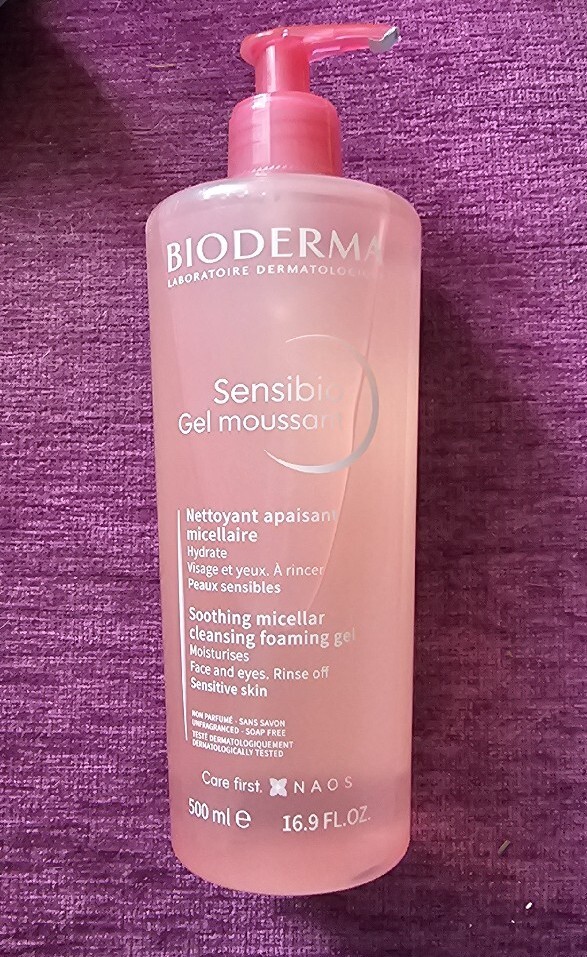 BIODERMA
LABORATOIRE DERMATOLOGIQUE
Sensibio
Gel moussant
Nettoyant apaisant
micellaire
Hydrate
Visage et yeux. À rincer
Peaux sensibles
Soothing micellar
cleansing foaming gel
Moisturises
Face and eyes. Rinse off
Sensitive skin
NON PARFUMÉ - SANS SAVON
UNFRAGRANCED - SOAP FREE
TESTÉ DERMATOLOGIQUEMENT
DERMATOLOGICALLY TESTED
Care first. NAOS
500 ml e 16.9 FL.OZ.